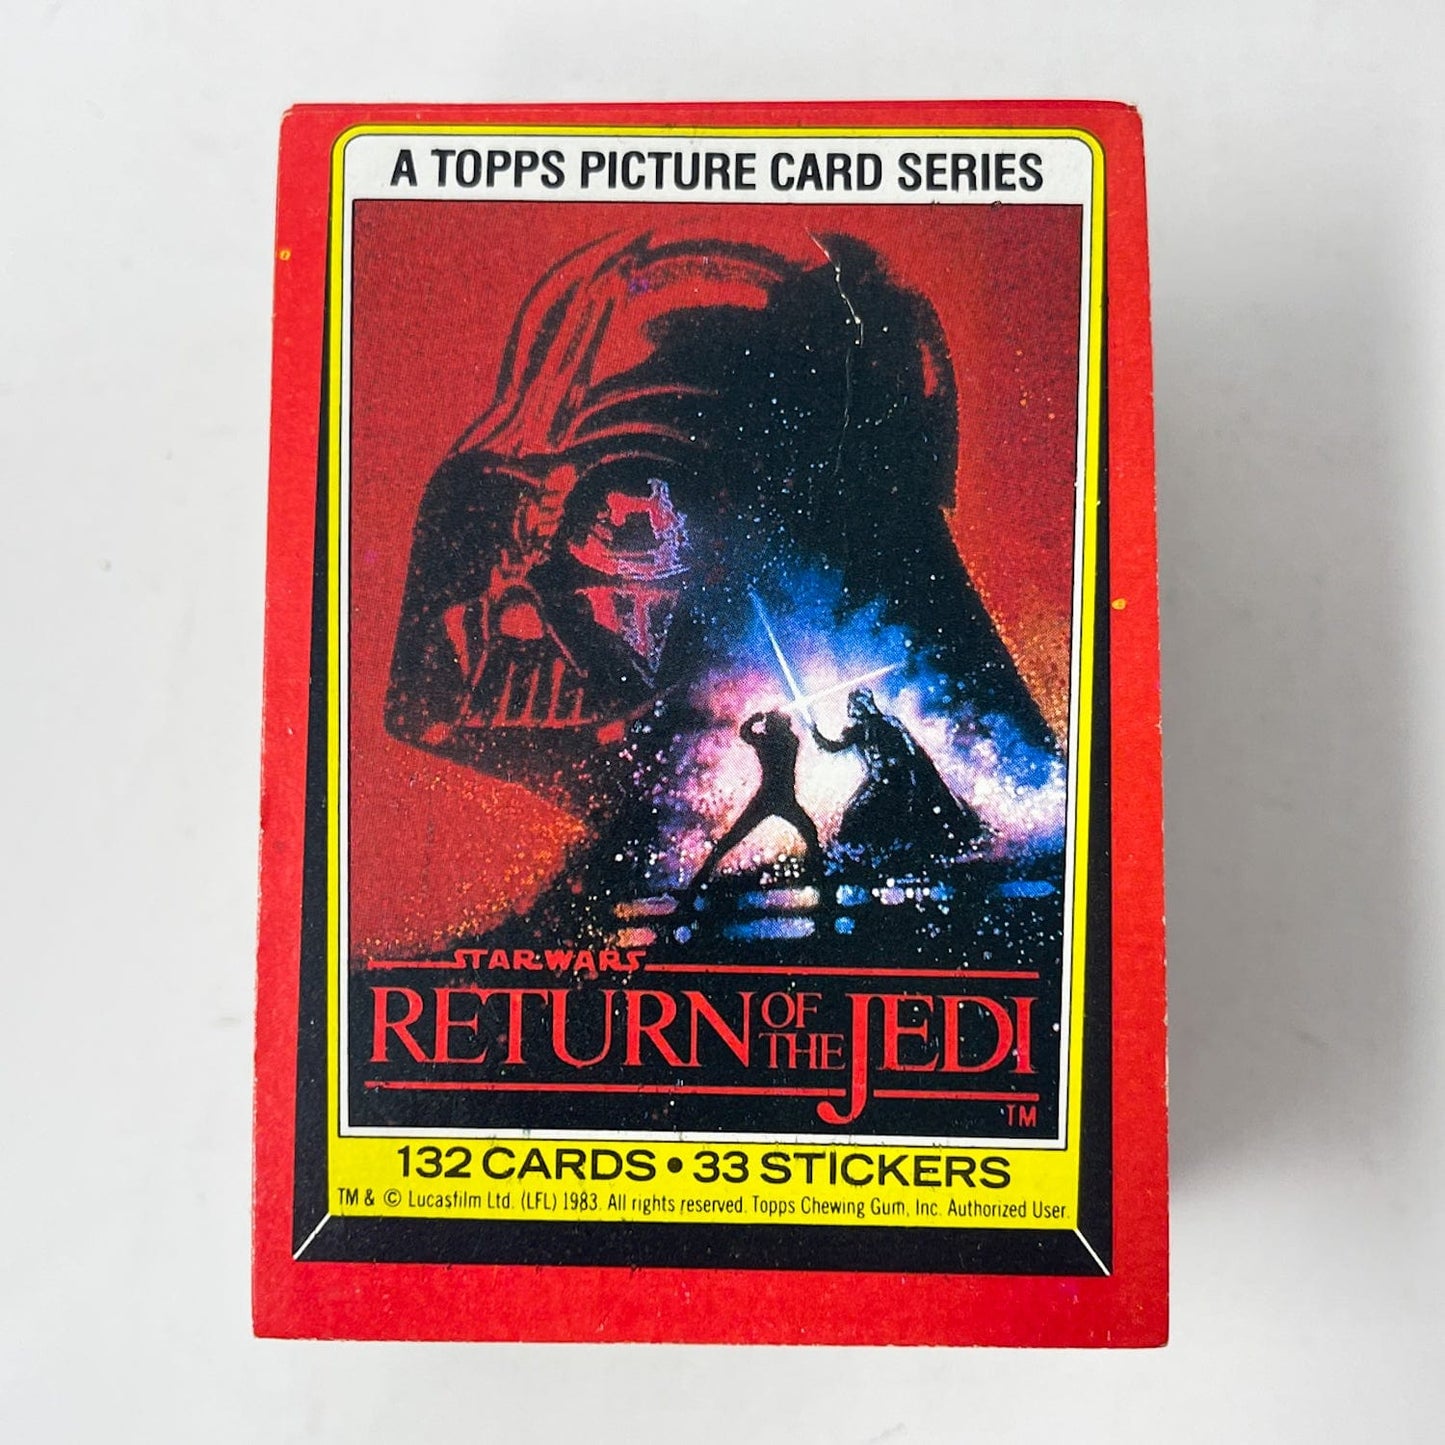 A TOPPS PICTURE CARD SERIES
STAR WARS
RETURN OF THE JEDI
TM
132 CARDS • 33 STICKERS
TM & © Lucasfilm Ltd. (LFL) 1983. All rights reserved. Topps Chewing Gum, Inc. Authorized User.